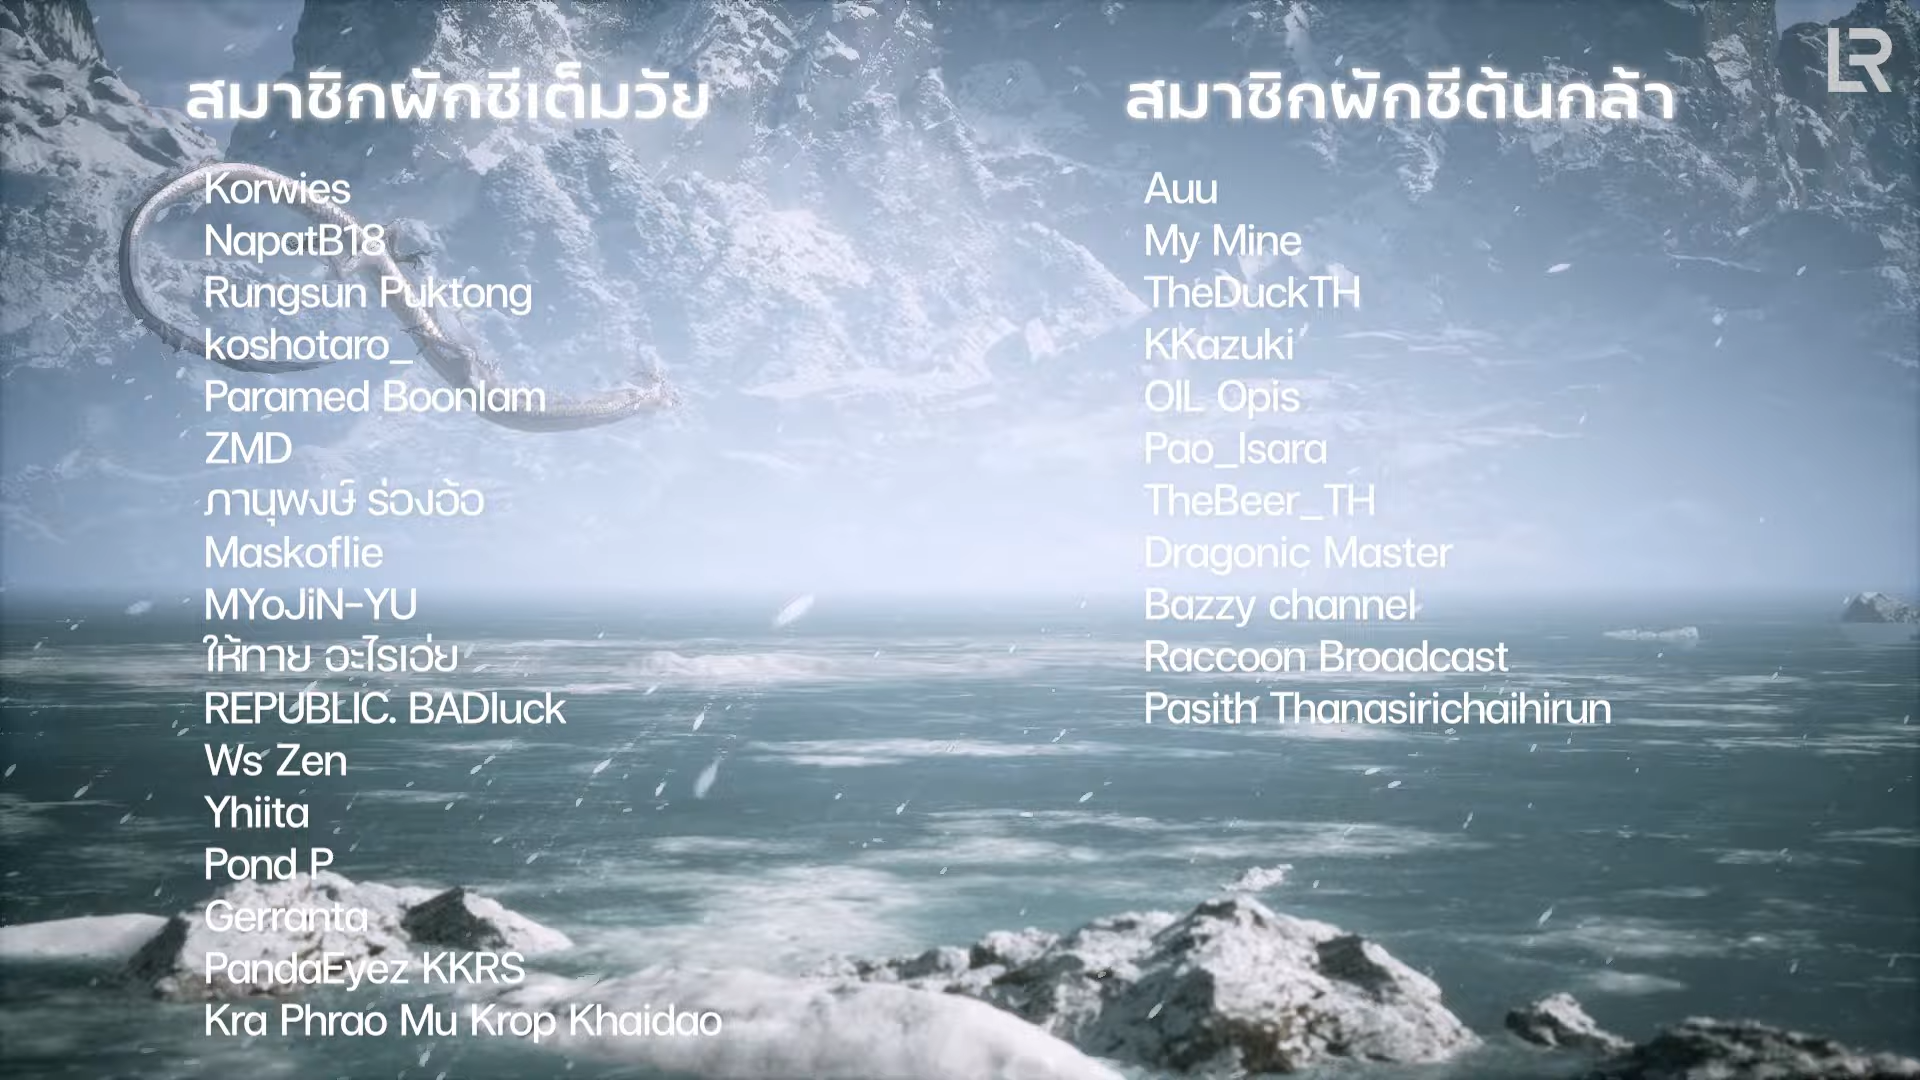 สมาชิกผักชีเต็มวัย
Korwies
NapatB18
Rungsun Puktong
koshotaro_
Paramed Boonlam
ZMD
ภานุพงษ์ ร่วงอ้อ
Maskoflie
MYoJiN-YU
ให้ทาย อะไรเอ่ย
REPUBLIC. BADluck
Ws Zen
Yhiita
Pond P
Gerranta
PandaEyez KKRS
Kra Phrao Mu Krop Khaidao
สมาชิกผักชีต้นกล้า
Auu
My Mine
TheDuckTH
KKazuki
OIL Opis
Pao_Isara
TheBeer_TH
Dragonic Master
Bazzy channel
Raccoon Broadcast
Pasith Thanasirichaihirun
LR